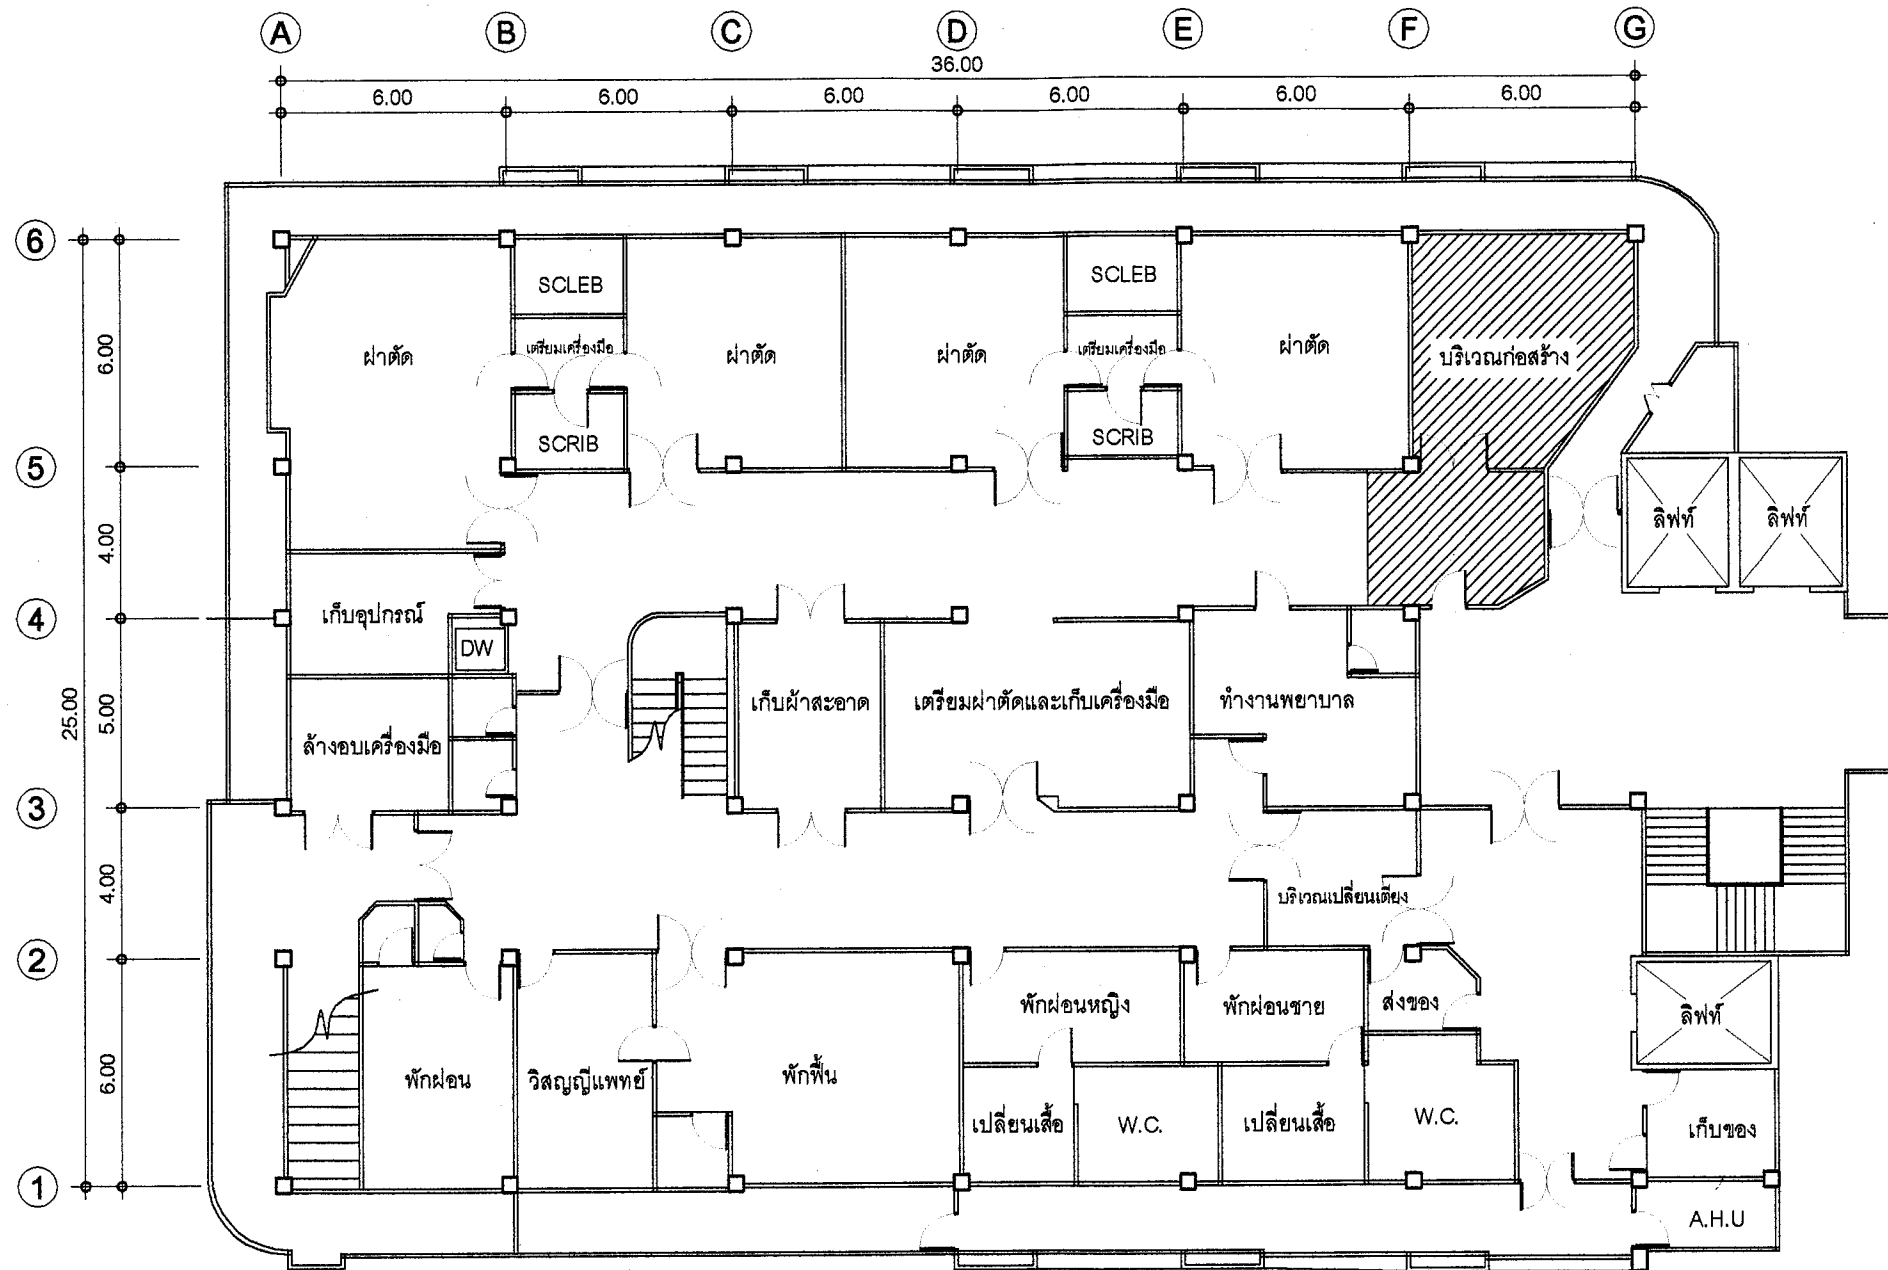 A B C D E F G
36.00
6.00 6.00 6.00 6.00 6.00 6.00
6
SCLEB
SCLEB
6.00
ผ่าตัด
เตรียมเครื่องมือ
ผ่าตัด
ผ่าตัด
เตรียมเครื่องมือ
ผ่าตัด
บริเวณก่อสร้าง
SCRIB
SCRIB
5
ลิฟท์
ลิฟท์
4.00
4
เก็บอุปกรณ์
DW
25.00
5.00
เก็บผ้าสะอาด
เตรียมผ่าตัดและเก็บเครื่องมือ
ทำงานพยาบาล
ล้างอบเครื่องมือ
3
4.00
บริเวณเปลี่ยนเตียง
2
พักผ่อนหญิง
พักผ่อนชาย
ส่งของ
ลิฟท์
6.00
พักผ่อน
วิสญญีแพทย์
พักฟื้น
เปลี่ยนเสื้อ
W.C.
เปลี่ยนเสื้อ
W.C.
เก็บของ
1
A.H.U